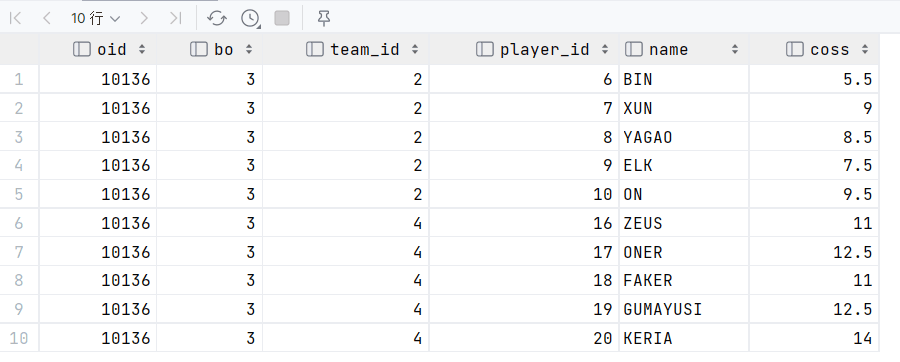 10 行
oid bo team_id player_id name coss
1 10136 3 2 6 BIN 5.5
2 10136 3 2 7 XUN 9
3 10136 3 2 8 YAGAO 8.5
4 10136 3 2 9 ELK 7.5
5 10136 3 2 10 ON 9.5
6 10136 3 4 16 ZEUS 11
7 10136 3 4 17 ONER 12.5
8 10136 3 4 18 FAKER 11
9 10136 3 4 19 GUMAYUSI 12.5
10 10136 3 4 20 KERIA 14